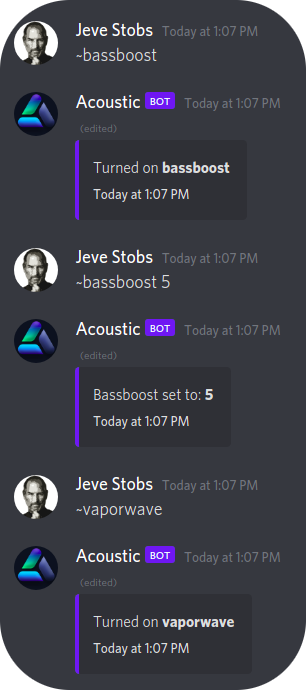 Jeve Stobs Today at 1:07 PM
~bassboost
Acoustic BOT Today at 1:07 PM
(edited)
Turned on bassboost
Today at 1:07 PM
Jeve Stobs Today at 1:07 PM
~bassboost 5
Acoustic BOT Today at 1:07 PM
(edited)
Bassboost set to: 5
Today at 1:07 PM
Jeve Stobs Today at 1:07 PM
~vaporwave
Acoustic BOT Today at 1:07 PM
(edited)
Turned on vaporwave
Today at 1:07 PM